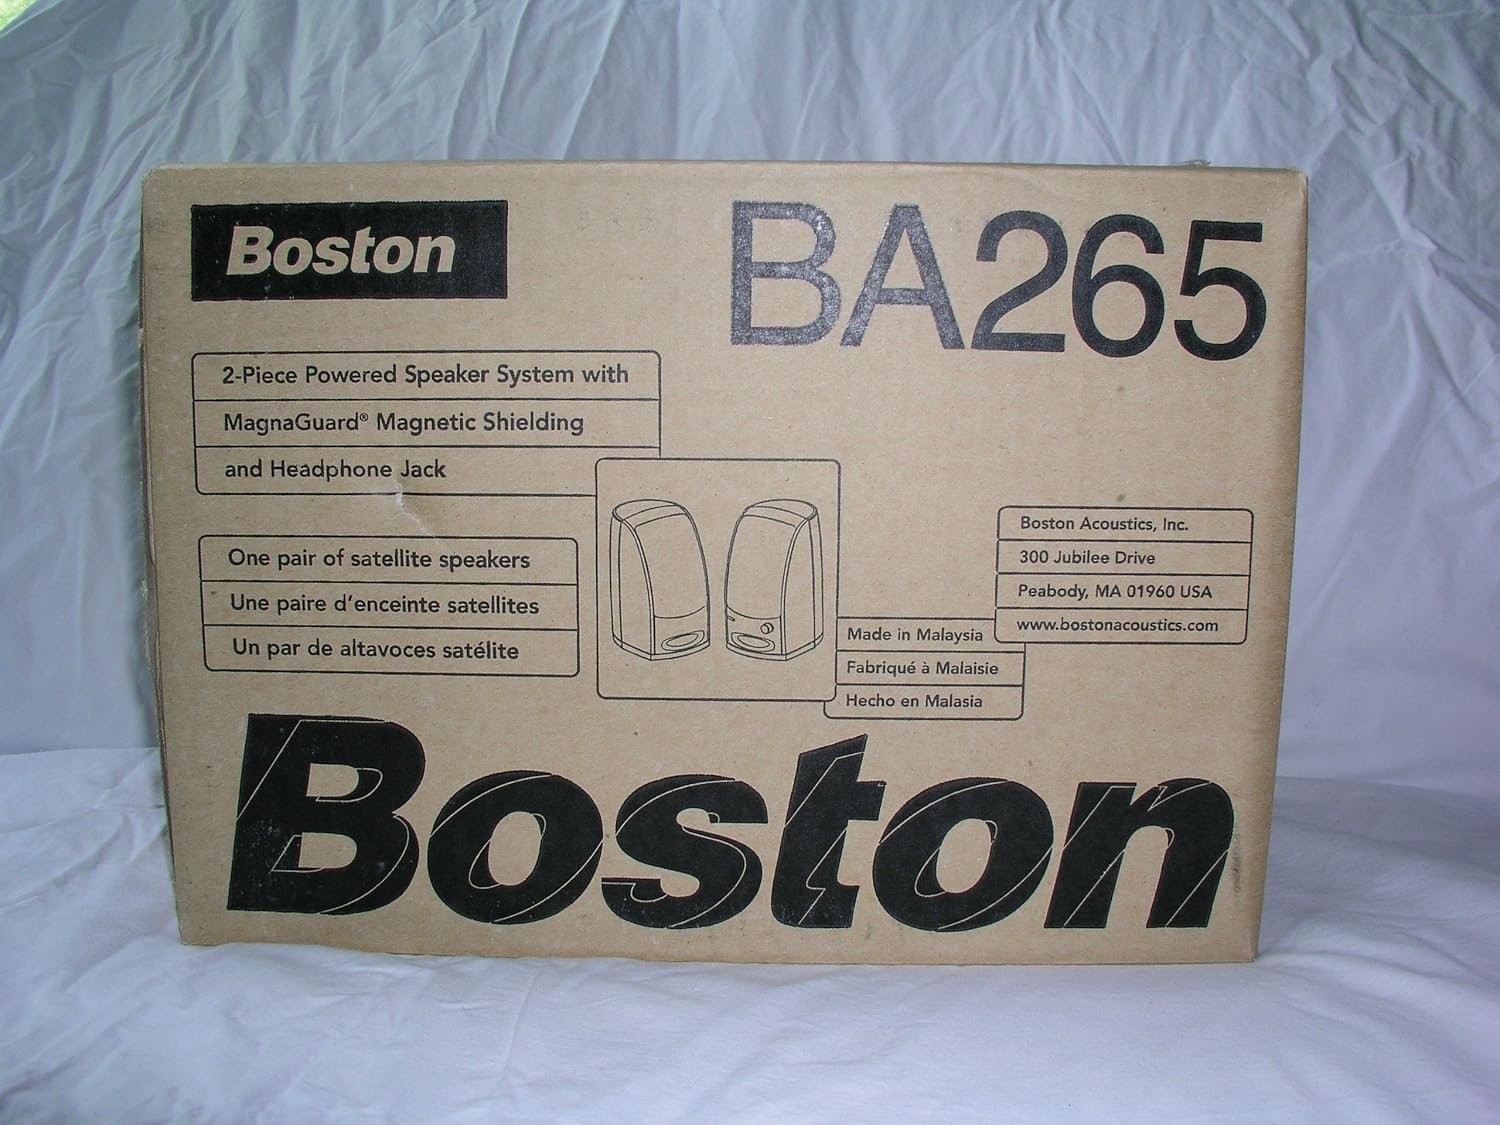 Boston
BA265
2-Piece Powered Speaker System with
MagnaGuard® Magnetic Shielding
and Headphone Jack
One pair of satellite speakers
Une paire d'enceinte satellites
Un par de altavoces satélite
Boston Acoustics, Inc.
300 Jubilee Drive
Peabody, MA 01960 USA
www.bostonacoustics.com
Made in Malaysia
Fabriqué à Malaisie
Hecho en Malasia
Boston